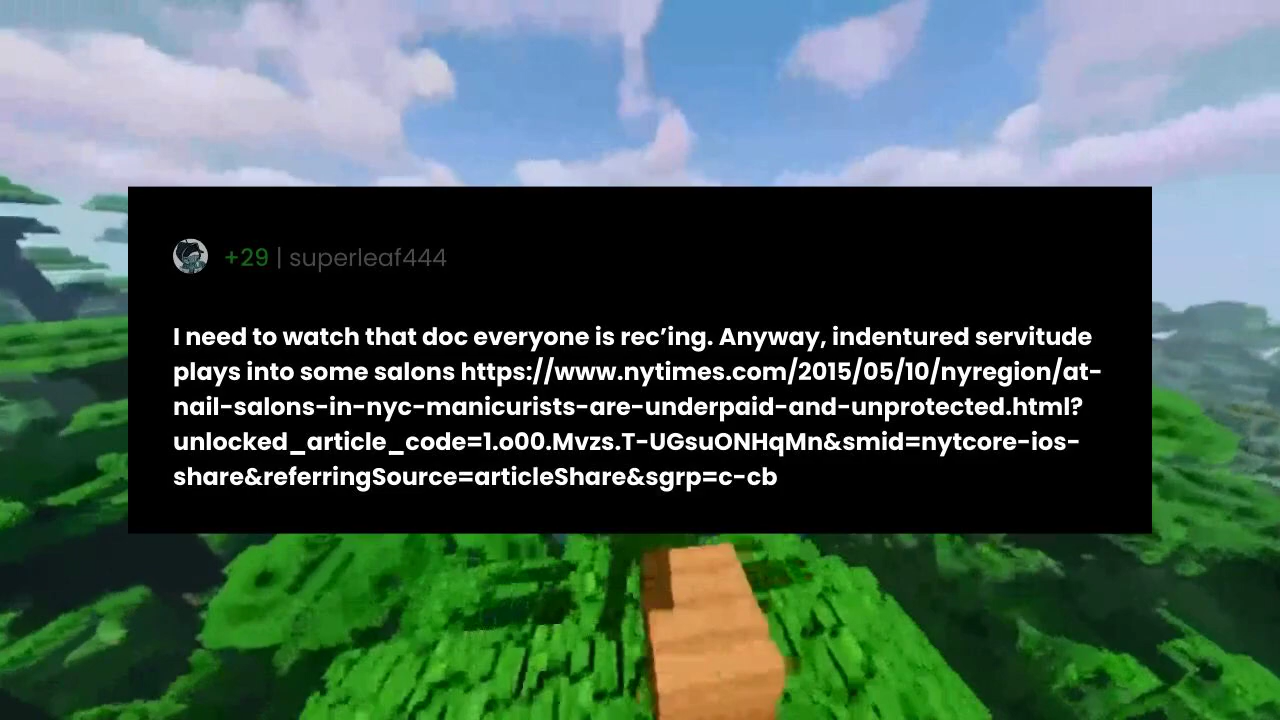 +29 | superleaf444
I need to watch that doc everyone is rec’ing. Anyway, indentured servitude
plays into some salons https://www.nytimes.com/2015/05/10/nyregion/at-
nail-salons-in-nyc-manicurists-are-underpaid-and-unprotected.html?
unlocked_article_code=1.o00.Mvzs.T-UGsuONHqMn&smid=nytcore-ios-
share&referringSource=articleShare&sgrp=c-cb